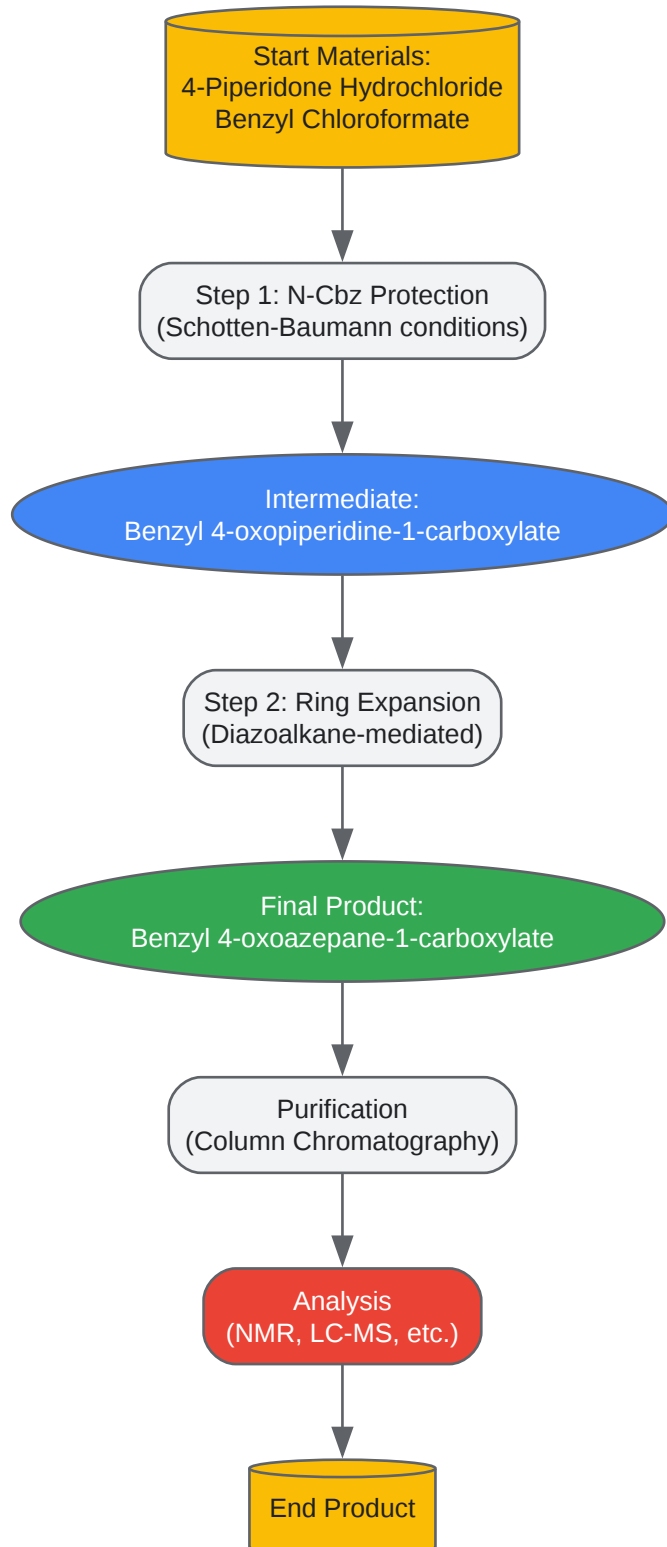 Start Materials:
4-Piperidone Hydrochloride
Benzyl Chloroformate
Step 1: N-Cbz Protection
(Schotten-Baumann conditions)
Intermediate:
Benzyl 4-oxopiperidine-1-carboxylate
Step 2: Ring Expansion
(Diazoalkane-mediated)
Final Product:
Benzyl 4-oxoazepane-1-carboxylate
Purification
(Column Chromatography)
Analysis
(NMR, LC-MS, etc.)
End Product